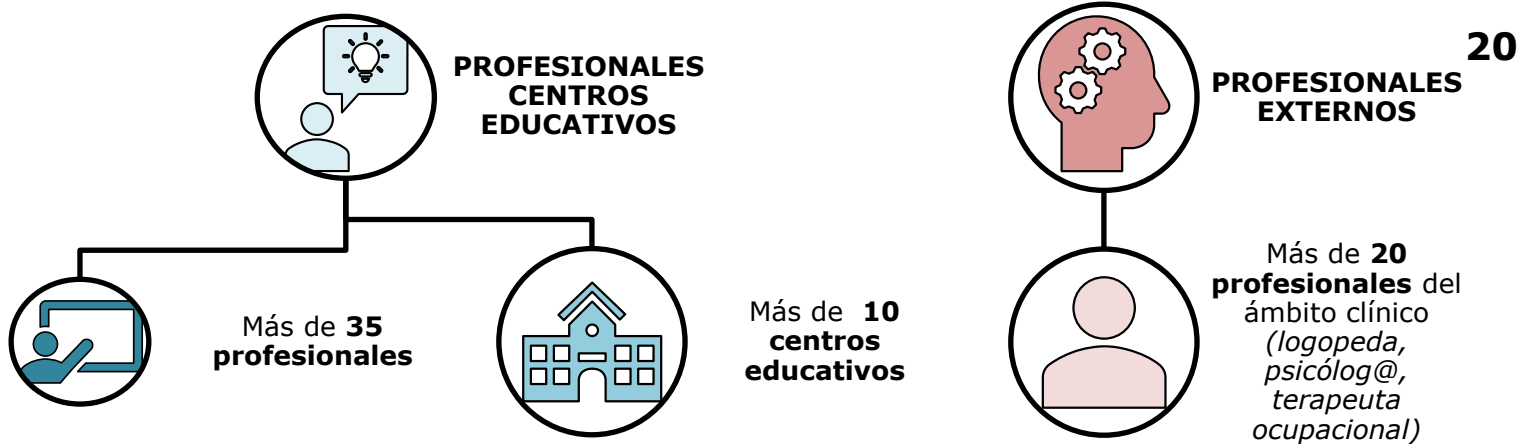 PROFESIONALES
CENTROS
EDUCATIVOS
Más de 35
profesionales
Más de 10
centros
educativos
20
PROFESIONALES
EXTERNOS
Más de 20
profesionales del
ámbito clínico
(logopeda,
psicólog@,
terapeuta
ocupacional)